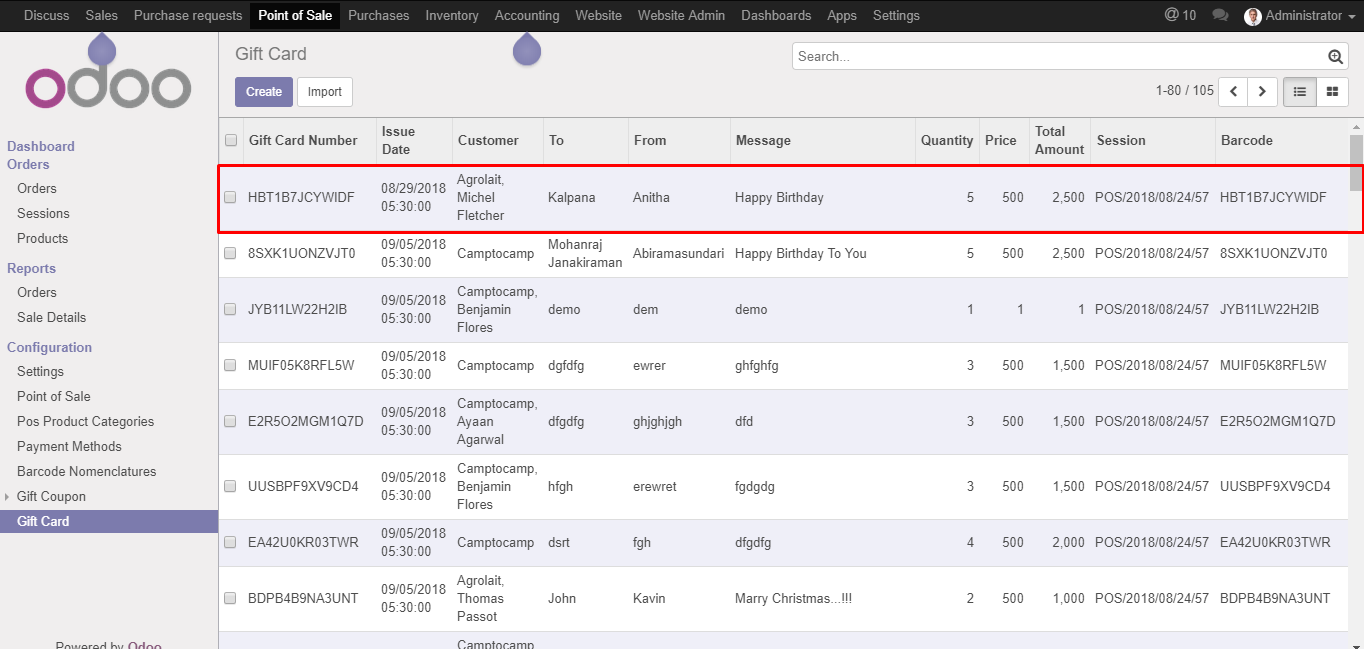 Discuss Sales Purchase requests Point of Sale Purchases Inventory Accounting Website Website Admin Dashboards Apps Settings @ 10 Administrator
odoo
Gift Card
Search...
Create Import
1-80 / 105
Dashboard
Orders
Orders
Sessions
Products
Reports
Orders
Sale Details
Configuration
Settings
Point of Sale
Pos Product Categories
Payment Methods
Barcode Nomenclatures
Gift Coupon
Gift Card
Powered by Odoo
Gift Card Number Issue Date Customer To From Message Quantity Price Total Amount Session Barcode
HBT1B7JCYWIDF 08/29/2018 05:30:00 Agrolait, Michel Fletcher Kalpana Anitha Happy Birthday 5 500 2,500 POS/2018/08/24/57 HBT1B7JCYWIDF
8SXK1UONZVJT0 09/05/2018 05:30:00 Camptocamp Mohanraj Janakiraman Abiramasundari Happy Birthday To You 5 500 2,500 POS/2018/08/24/57 8SXK1UONZVJT0
JYB11LW22H2IB 09/05/2018 05:30:00 Camptocamp, Benjamin Flores demo dem demo 1 1 1 POS/2018/08/24/57 JYB11LW22H2IB
MUIF05K8RFL5W 09/05/2018 05:30:00 Camptocamp dgfdfg ewrer ghfghfg 3 500 1,500 POS/2018/08/24/57 MUIF05K8RFL5W
E2R5O2MGM1Q7D 09/05/2018 05:30:00 Camptocamp, Ayaan Agarwal dfgdfg ghjghjgh dfd 3 500 1,500 POS/2018/08/24/57 E2R5O2MGM1Q7D
UUSBPF9XV9CD4 09/05/2018 05:30:00 Camptocamp, Benjamin Flores hfgh erewret fgdgdg 3 500 1,500 POS/2018/08/24/57 UUSBPF9XV9CD4
EA42U0KR03TWR 09/05/2018 05:30:00 Camptocamp dsrt fgh dfgdfg 4 500 2,000 POS/2018/08/24/57 EA42U0KR03TWR
BDPB4B9NA3UNT 09/05/2018 05:30:00 Agrolait, Thomas Passot John Kavin Marry Christmas...!!! 2 500 1,000 POS/2018/08/24/57 BDPB4B9NA3UNT
Camptocamp